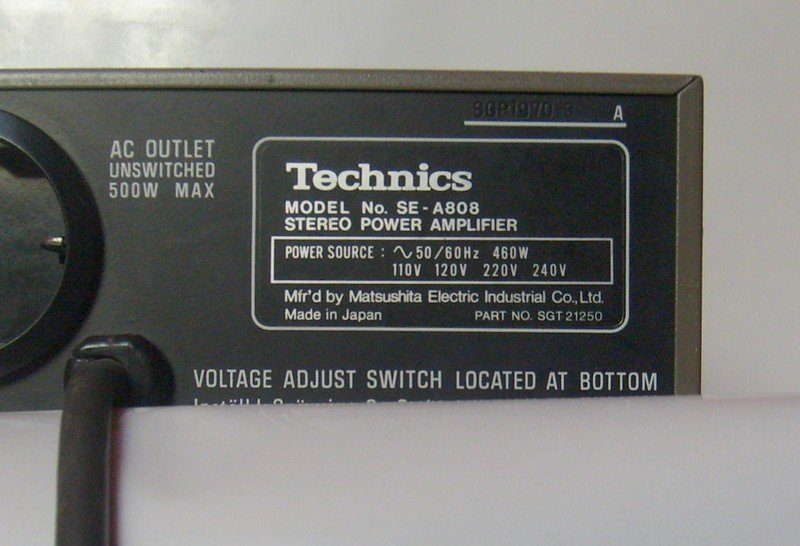 A
AC OUTLET
UNSWITCHED
500W MAX
Technics
MODEL No. SE-A808
STEREO POWER AMPLIFIER
POWER SOURCE : ∿50/60Hz 460W
110V 120V 220V 240V
Mfr'd by Matsushita Electric Industrial Co.,Ltd.
Made in Japan PART NO. SGT21250
VOLTAGE ADJUST SWITCH LOCATED AT BOTTOM